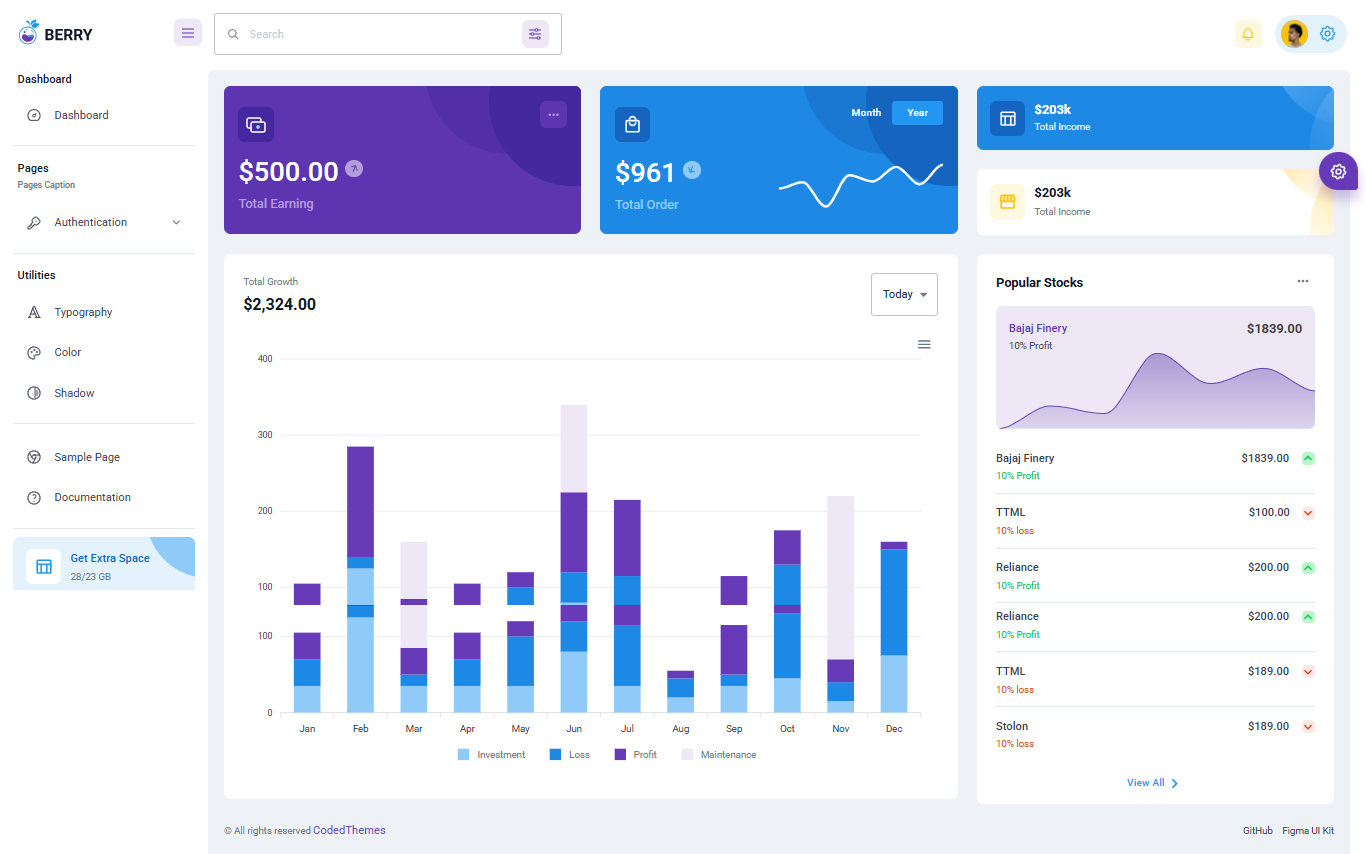 BERRY
Search
Dashboard
Dashboard
Pages
Pages Caption
Authentication
Utilities
Typography
Color
Shadow
Sample Page
Documentation
Get Extra Space
28/23 GB
$500.00
Total Earning
Month
Year
$961
Total Order
$203k
Total Income
$203k
Total Income
Total Growth
$2,324.00
Today
400
300
200
100
100
0
Jan Feb Mar Apr May Jun Jul Aug Sep Oct Nov Dec
Investment Loss Profit Maintenance
Popular Stocks
Bajaj Finery $1839.00
10% Profit
Bajaj Finery $1839.00
10% Profit
TTML $100.00
10% loss
Reliance $200.00
10% Profit
Reliance $200.00
10% Profit
TTML $189.00
10% loss
Stolon $189.00
10% loss
View All
© All rights reserved CodedThemes
GitHub Figma UI Kit